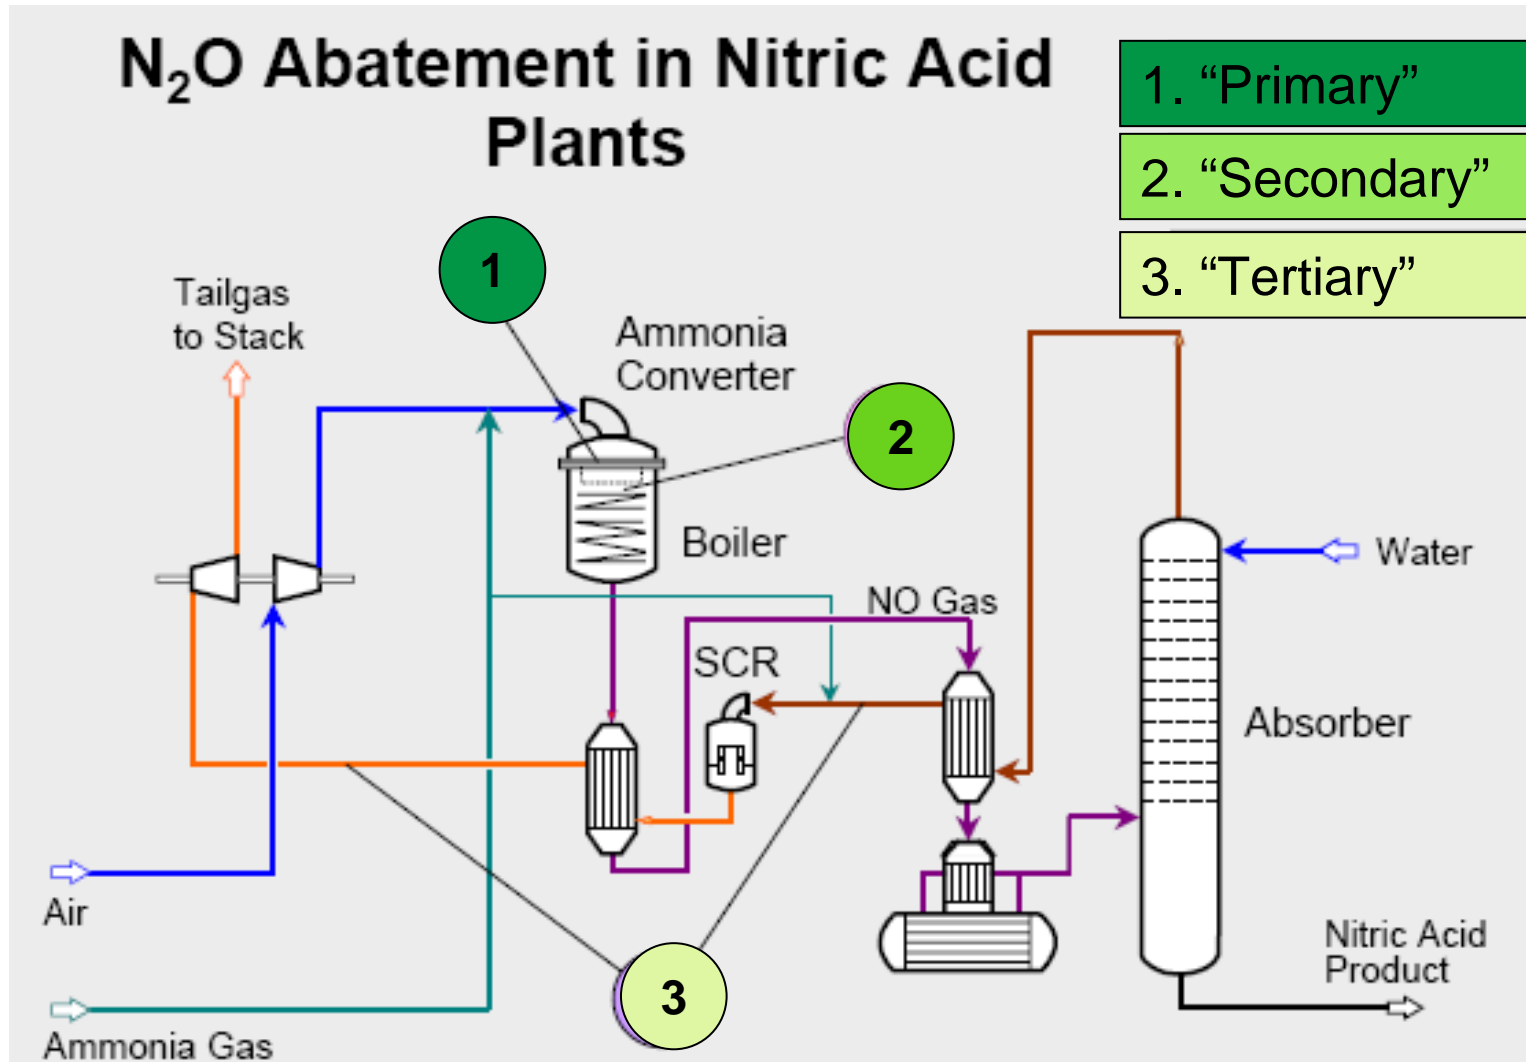 N₂O Abatement in Nitric Acid
Plants
1. “Primary”
2. “Secondary”
3. “Tertiary”
1
Tailgas
to Stack
Ammonia
Converter
2
Boiler
Water
NO Gas
SCR
Absorber
Air
Nitric Acid
Product
3
Ammonia Gas